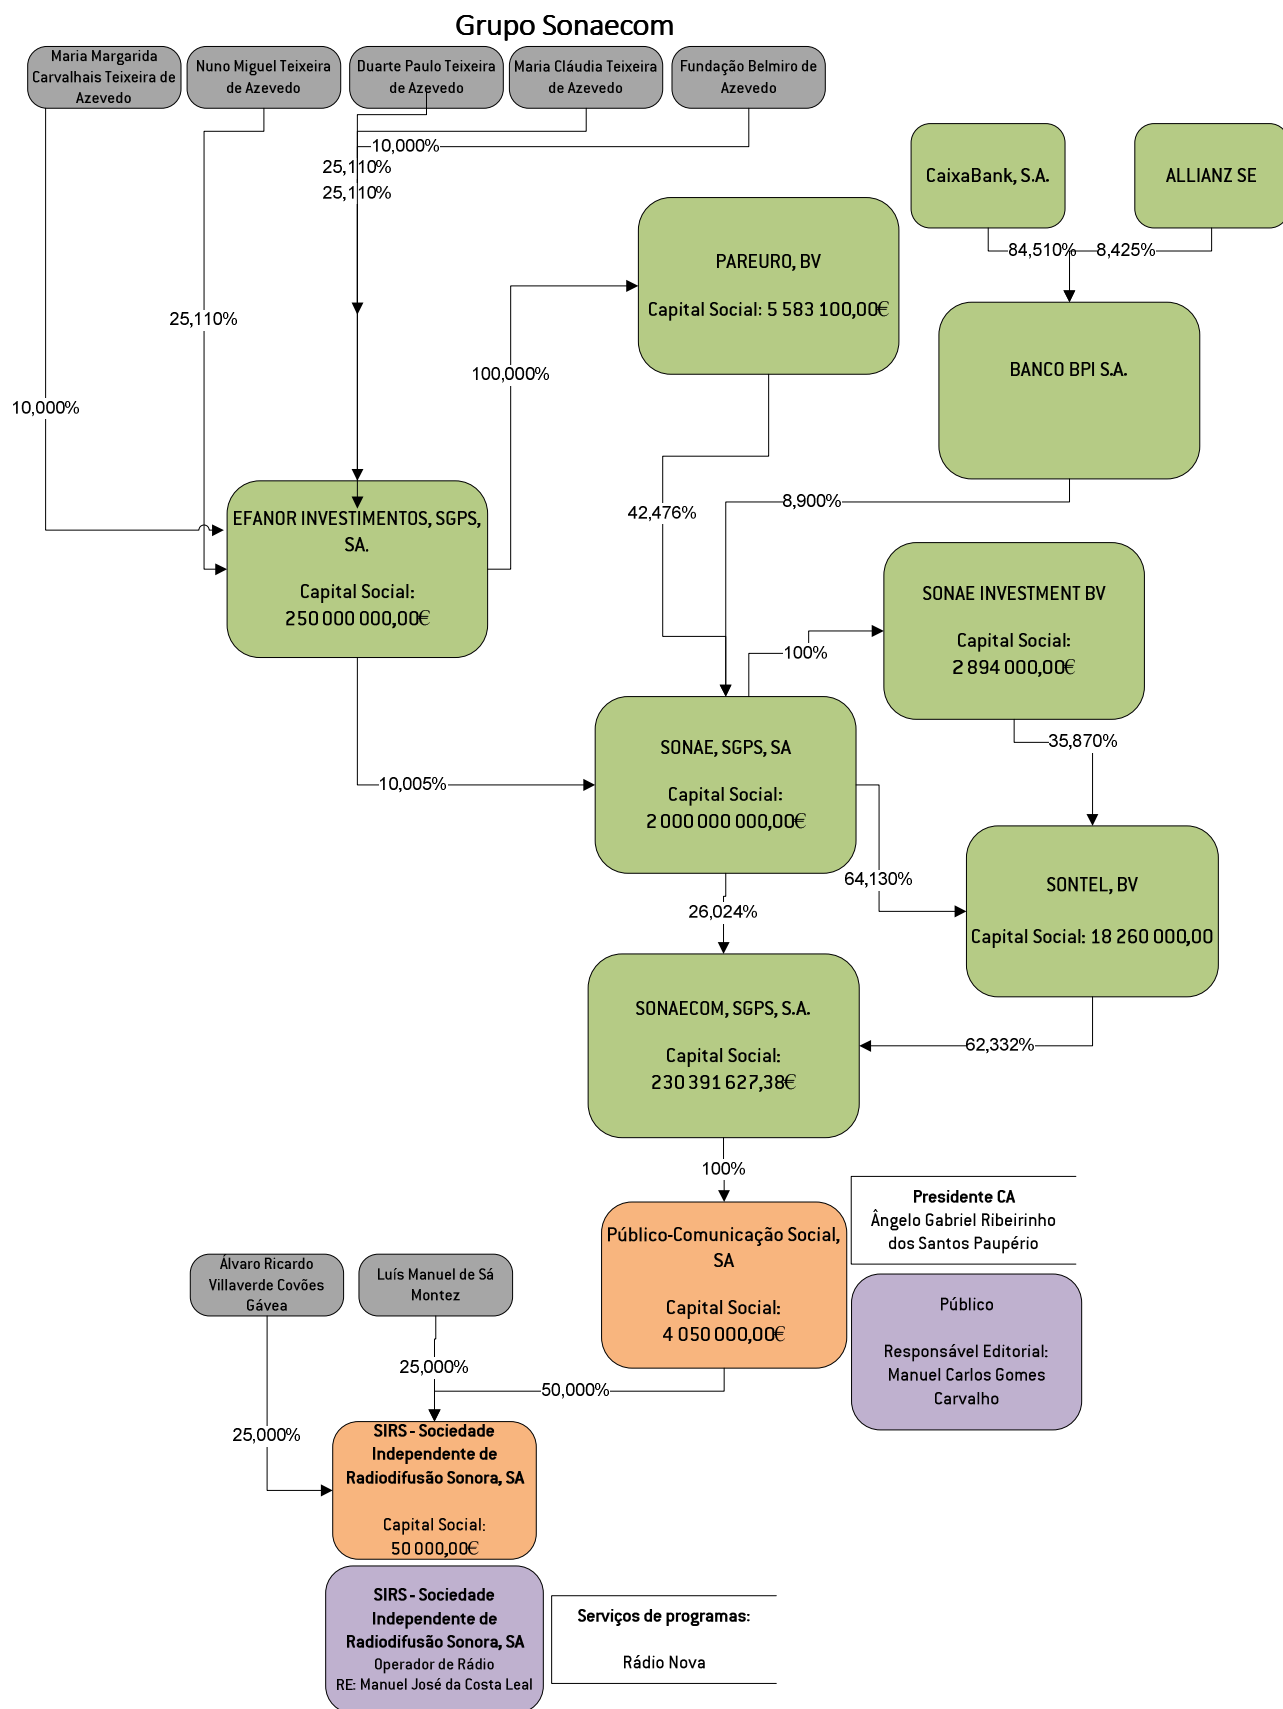 Grupo Sonaecom
Maria Margarida
Carvalhais Teixeira de
Azevedo
Nuno Miguel Teixeira
de Azevedo
Duarte Paulo Teixeira
de Azevedo
Maria Cláudia Teixeira
de Azevedo
Fundação Belmiro de
Azevedo
10,000%
25,110%
25,110%
CaixaBank, S.A.
ALLIANZ SE
84,510%
8,425%
PAREURO, BV
Capital Social: 5 583 100,00€
25,110%
100,000%
10,000%
BANCO BPI S.A.
42,476%
8,900%
EFANOR INVESTIMENTOS, SGPS,
SA.
Capital Social:
250 000 000,00€
SONAE INVESTMENT BV
Capital Social:
2 894 000,00€
100%
35,870%
SONAE, SGPS, SA
Capital Social:
2 000 000 000,00€
10,005%
64,130%
SONTEL, BV
Capital Social: 18 260 000,00
26,024%
SONAECOM, SGPS, S.A.
Capital Social:
230 391 627,38€
62,332%
100%
Público-Comunicação Social,
SA
Capital Social:
4 050 000,00€
Presidente CA
Ângelo Gabriel Ribeirinho
dos Santos Paupério
Público
Responsável Editorial:
Manuel Carlos Gomes
Carvalho
Álvaro Ricardo
Villaverde Covões
Gávea
Luís Manuel de Sá
Montez
25,000%
50,000%
25,000%
SIRS - Sociedade
Independente de
Radiodifusão Sonora, SA
Capital Social:
50 000,00€
SIRS - Sociedade
Independente de
Radiodifusão Sonora, SA
Operador de Rádio
RE: Manuel José da Costa Leal
Serviços de programas:
Rádio Nova